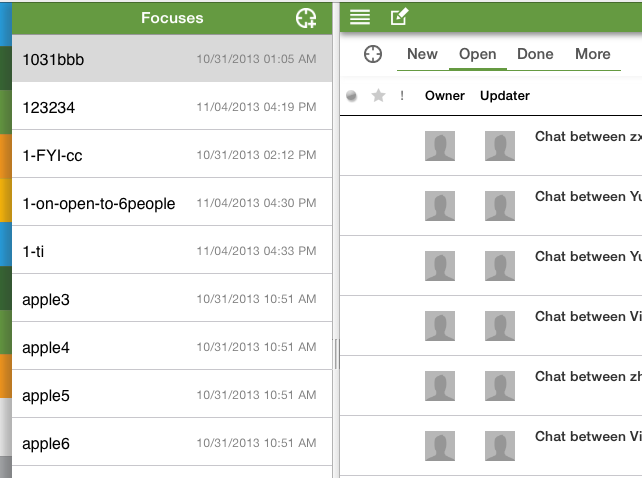 Focuses
1031bbb 10/31/2013 01:05 AM
123234 11/04/2013 04:19 PM
1-FYI-cc 10/31/2013 02:12 PM
1-on-open-to-6people 11/04/2013 04:30 PM
1-ti 11/04/2013 04:33 PM
apple3 10/31/2013 10:51 AM
apple4 10/31/2013 10:51 AM
apple5 10/31/2013 10:51 AM
apple6 10/31/2013 10:51 AM
New Open Done More
! Owner Updater
Chat between zx
Chat between Yu
Chat between Yu
Chat between Vi
Chat between zh
Chat between Vi